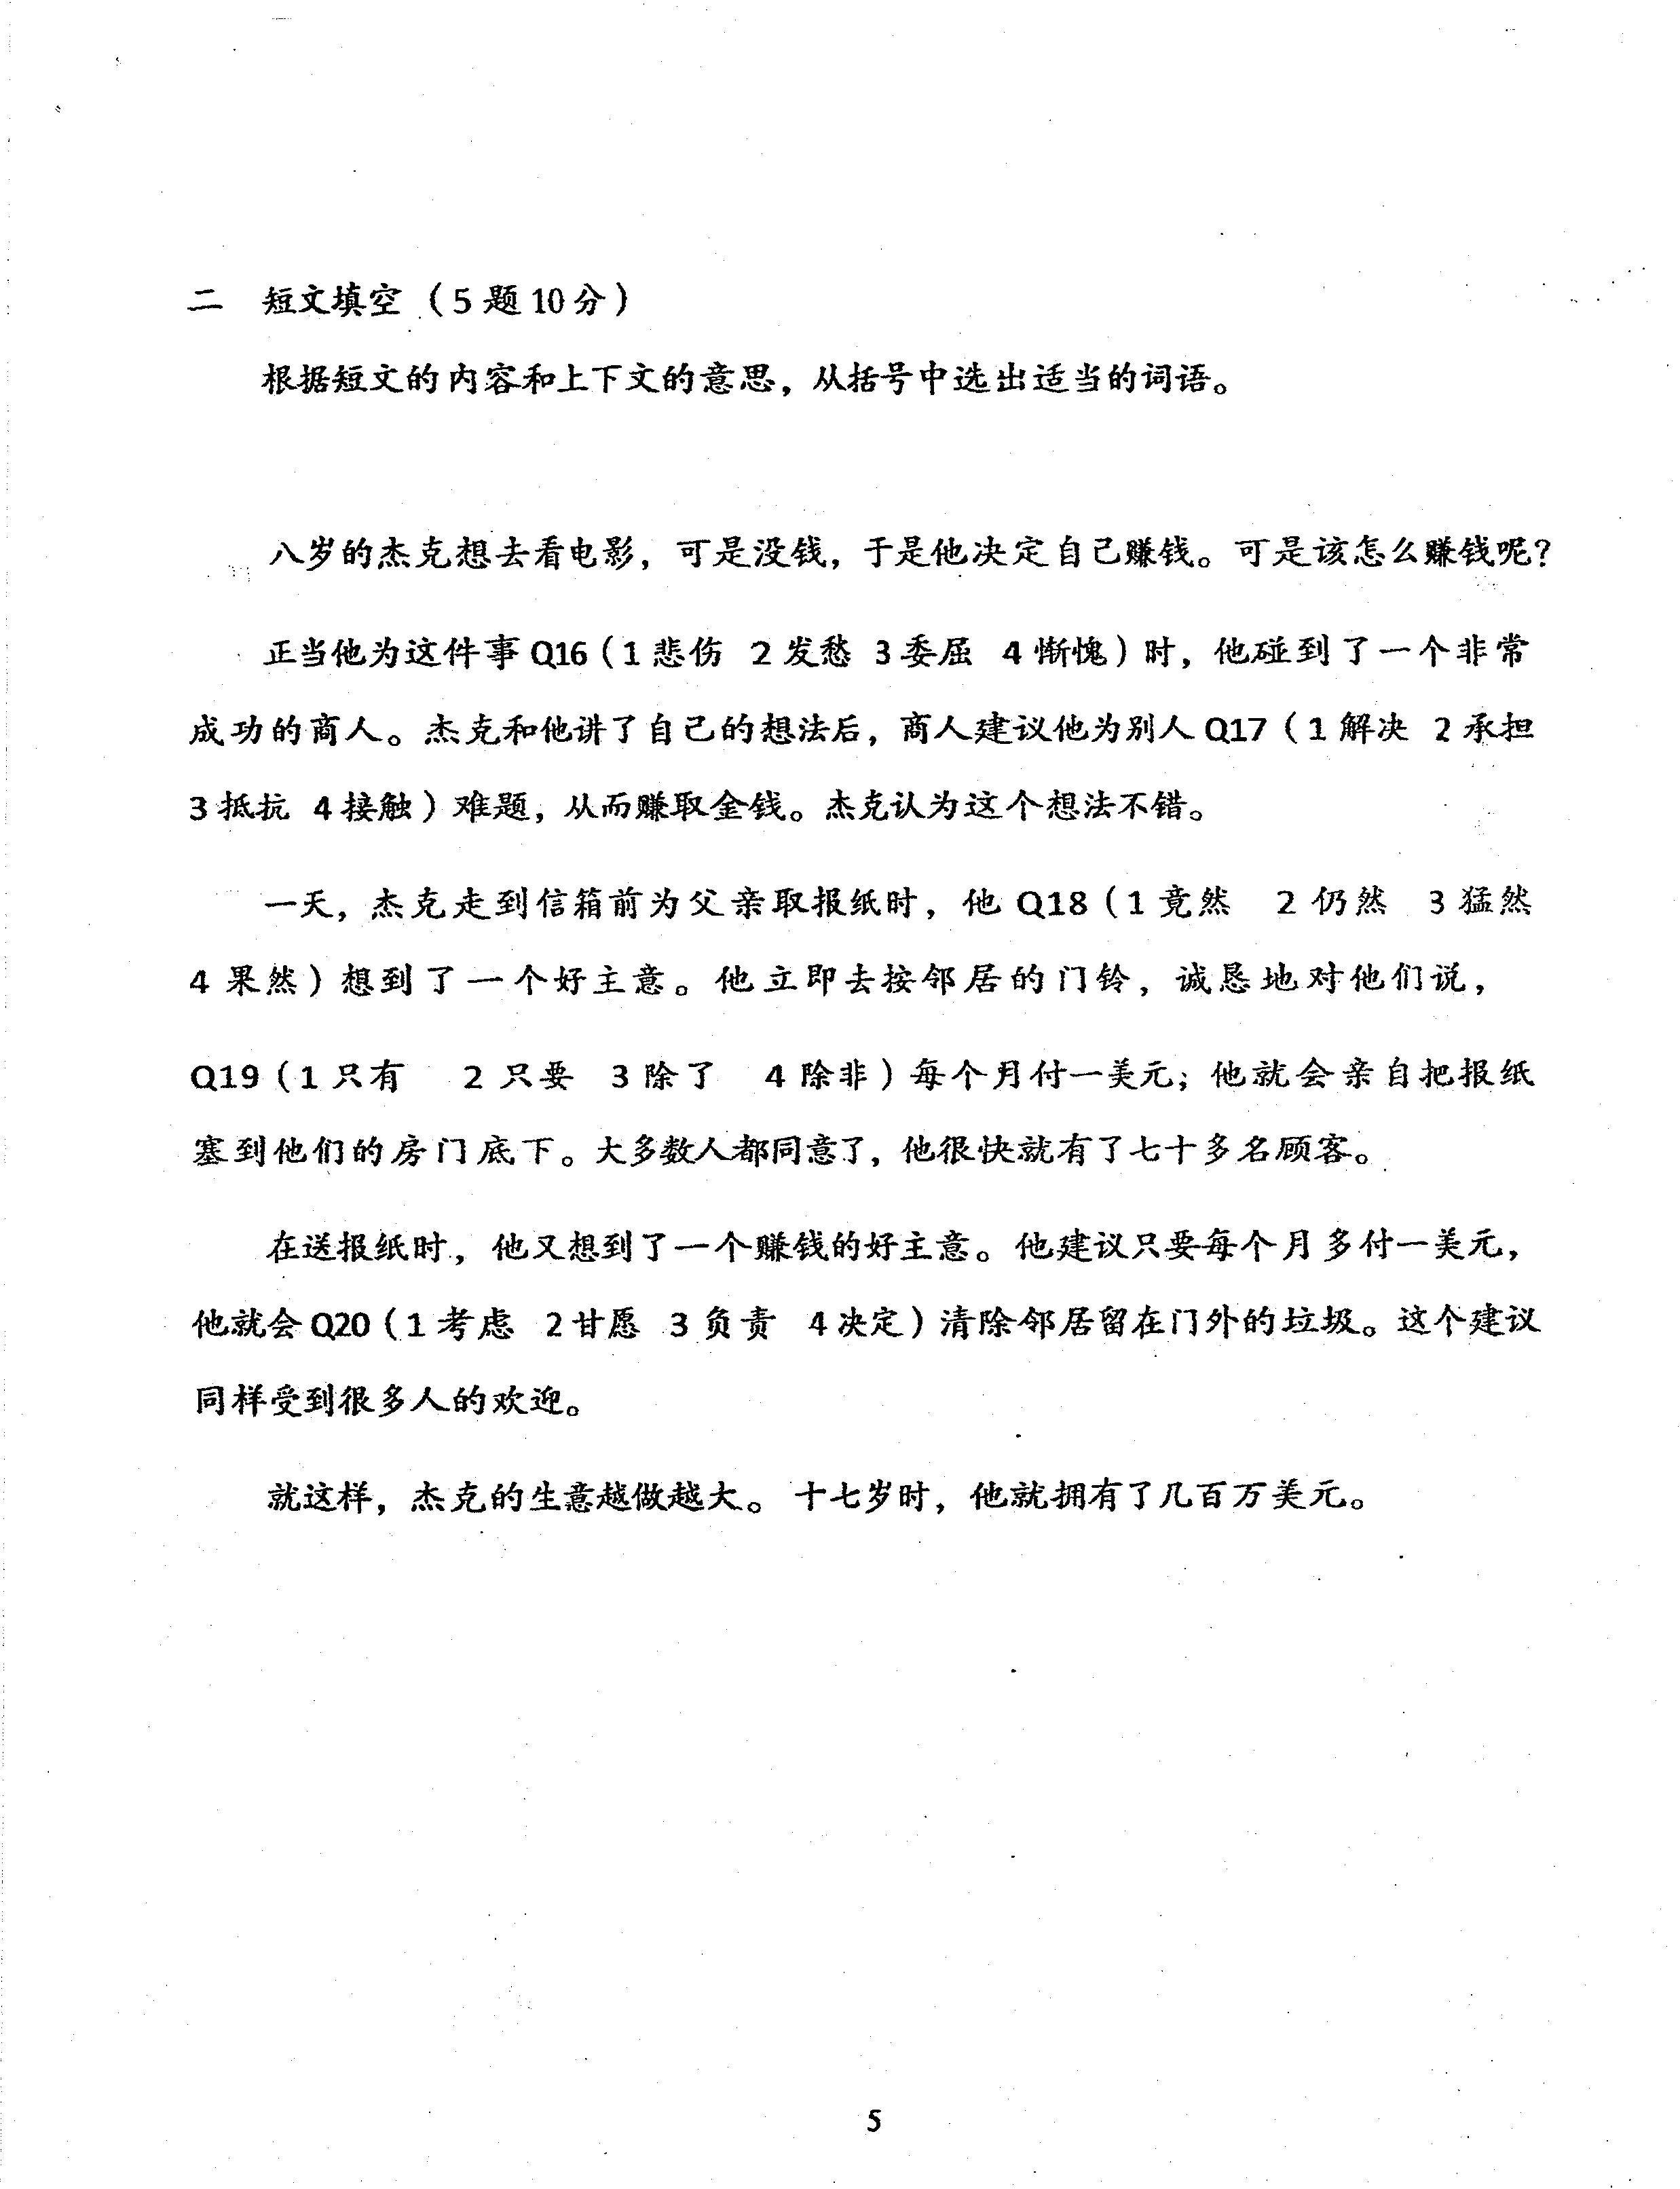 二 短文填空（5题10分）
根据短文的内容和上下文的意思，从括号中选出适当的词语。
八岁的杰克想去看电影，可是没钱，于是他决定自己赚钱。可是该怎么赚钱呢？
正当他为这件事Q16（1悲伤 2发愁 3委屈 4惭愧）时，他碰到了一个非常
成功的商人。杰克和他讲了自己的想法后，商人建议他为别人Q17（1解决 2承担
3抵抗 4接触）难题，从而赚取金钱。杰克认为这个想法不错。
一天，杰克走到信箱前为父亲取报纸时，他Q18（1竟然 2仍然 3猛然
4果然）想到了一个好主意。他立即去按邻居的门铃，诚恳地对他们说，
Q19（1只有 2只要 3除了 4除非）每个月付一美元；他就会亲自把报纸
塞到他们的房门底下。大多数人都同意了，他很快就有了七十多名顾客。
在送报纸时，他又想到了一个赚钱的好主意。他建议只要每个月多付一美元，
他就会Q20（1考虑 2甘愿 3负责 4决定）清除邻居留在门外的垃圾。这个建议
同样受到很多人的欢迎。
就这样，杰克的生意越做越大。 十七岁时，他就拥有了几百万美元。
5